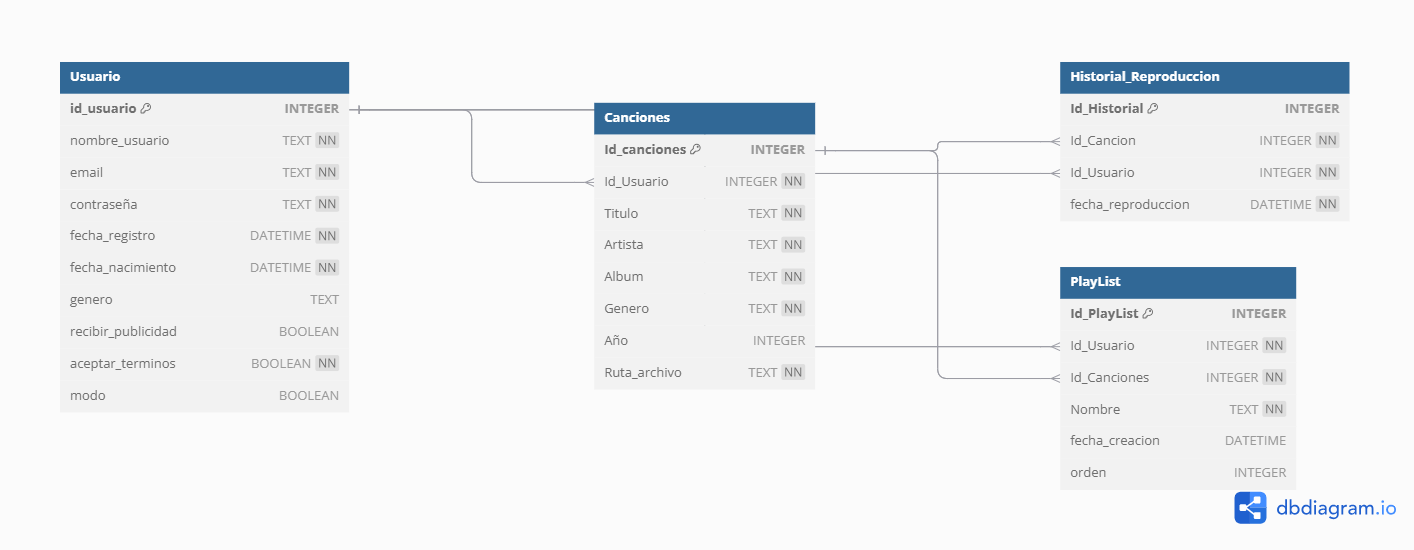 Usuario
id_usuario INTEGER
nombre_usuario TEXT NN
email TEXT NN
contraseña TEXT NN
fecha_registro DATETIME NN
fecha_nacimiento DATETIME NN
genero TEXT
recibir_publicidad BOOLEAN
aceptar_terminos BOOLEAN NN
modo BOOLEAN
Canciones
Id_canciones INTEGER
Id_Usuario INTEGER NN
Titulo TEXT NN
Artista TEXT NN
Album TEXT NN
Genero TEXT NN
Año INTEGER
Ruta_archivo TEXT NN
Historial_Reproduccion
Id_Historial INTEGER
Id_Cancion INTEGER NN
Id_Usuario INTEGER NN
fecha_reproduccion DATETIME NN
PlayList
Id_PlayList INTEGER
Id_Usuario INTEGER NN
Id_Canciones INTEGER NN
Nombre TEXT NN
fecha_creacion DATETIME
orden INTEGER
dbdiagram.io